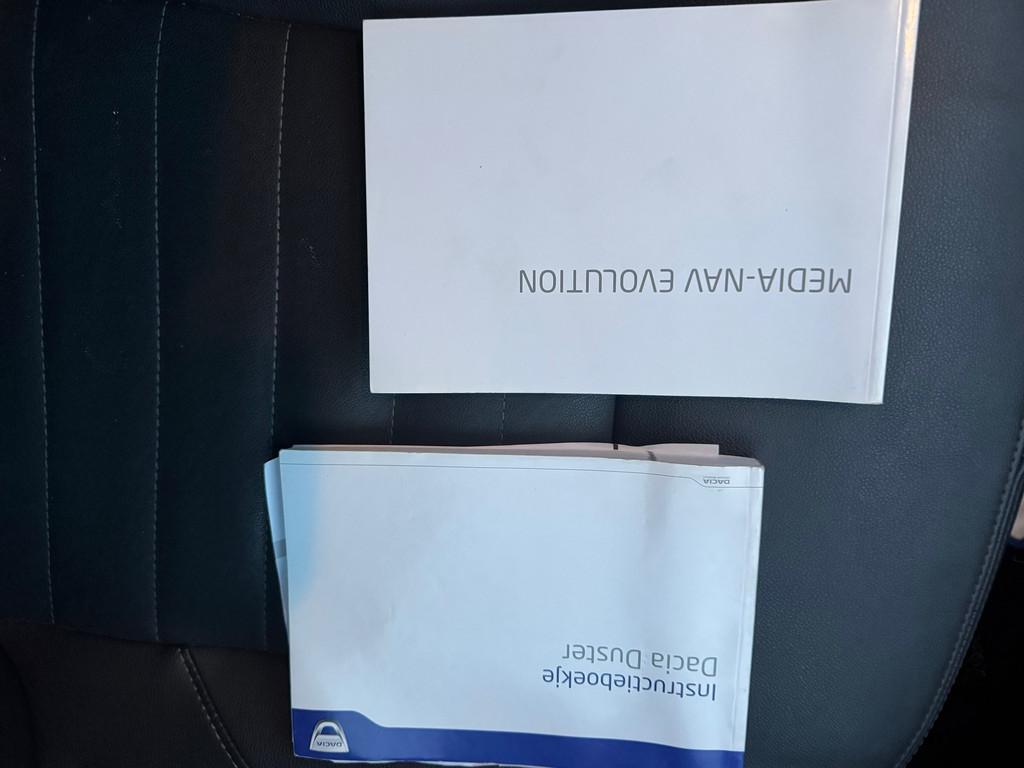 MEDIA-NAV EVOLUTION
DACIA
Instructieboekje
Dacia Duster
DACIA